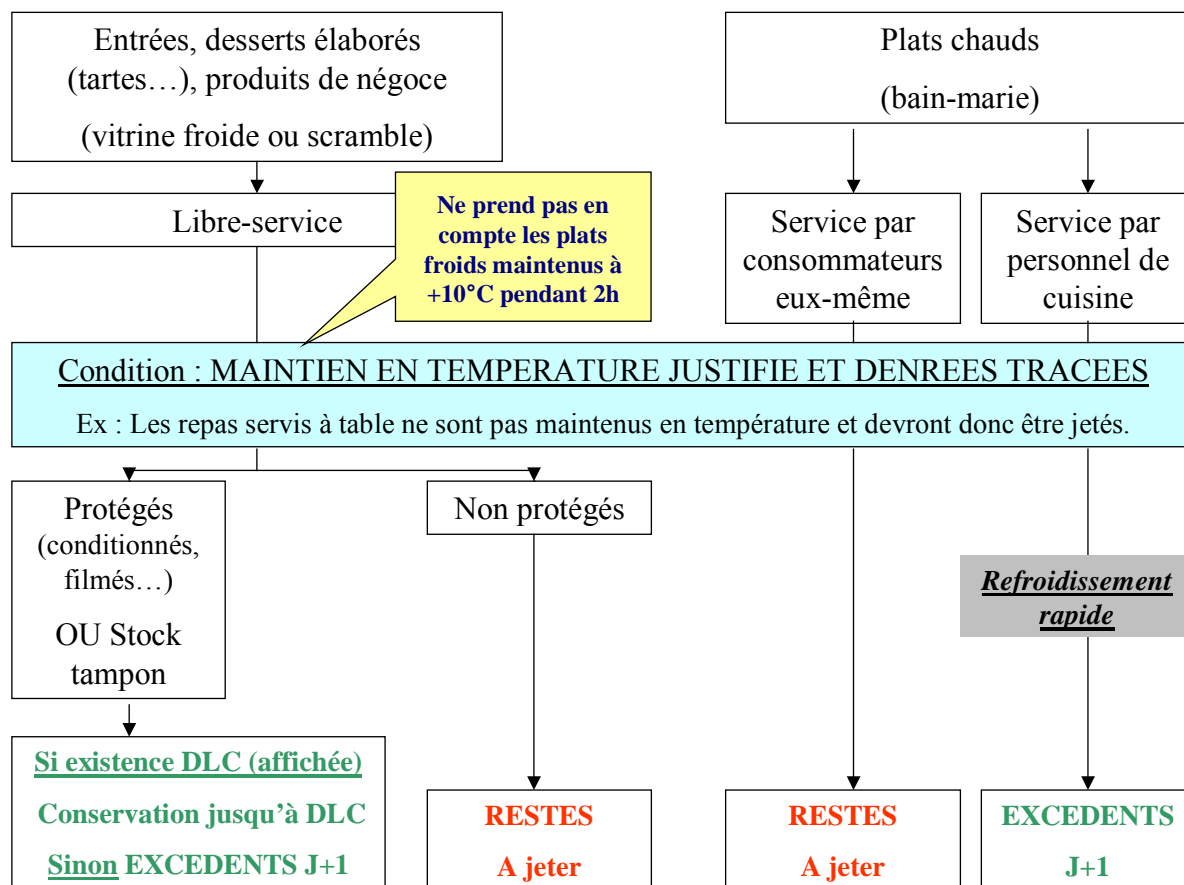 Entrées, desserts élaborés
(tartes…), produits de négoce
(vitrine froide ou scramble)
Plats chauds
(bain-marie)
Libre-service
Ne prend pas en
compte les plats
froids maintenus à
+10°C pendant 2h
Service par
consommateurs
eux-même
Service par
personnel de
cuisine
Condition : MAINTIEN EN TEMPERATURE JUSTIFIE ET DENREES TRACEES
Ex : Les repas servis à table ne sont pas maintenus en température et devront donc être jetés.
Protégés
(conditionnés,
filmés…)
OU Stock
tampon
Non protégés
Refroidissement
rapide
Si existence DLC (affichée)
Conservation jusqu'à DLC
Sinon EXCEDENTS J+1
RESTES
A jeter
RESTES
A jeter
EXCEDENTS
J+1